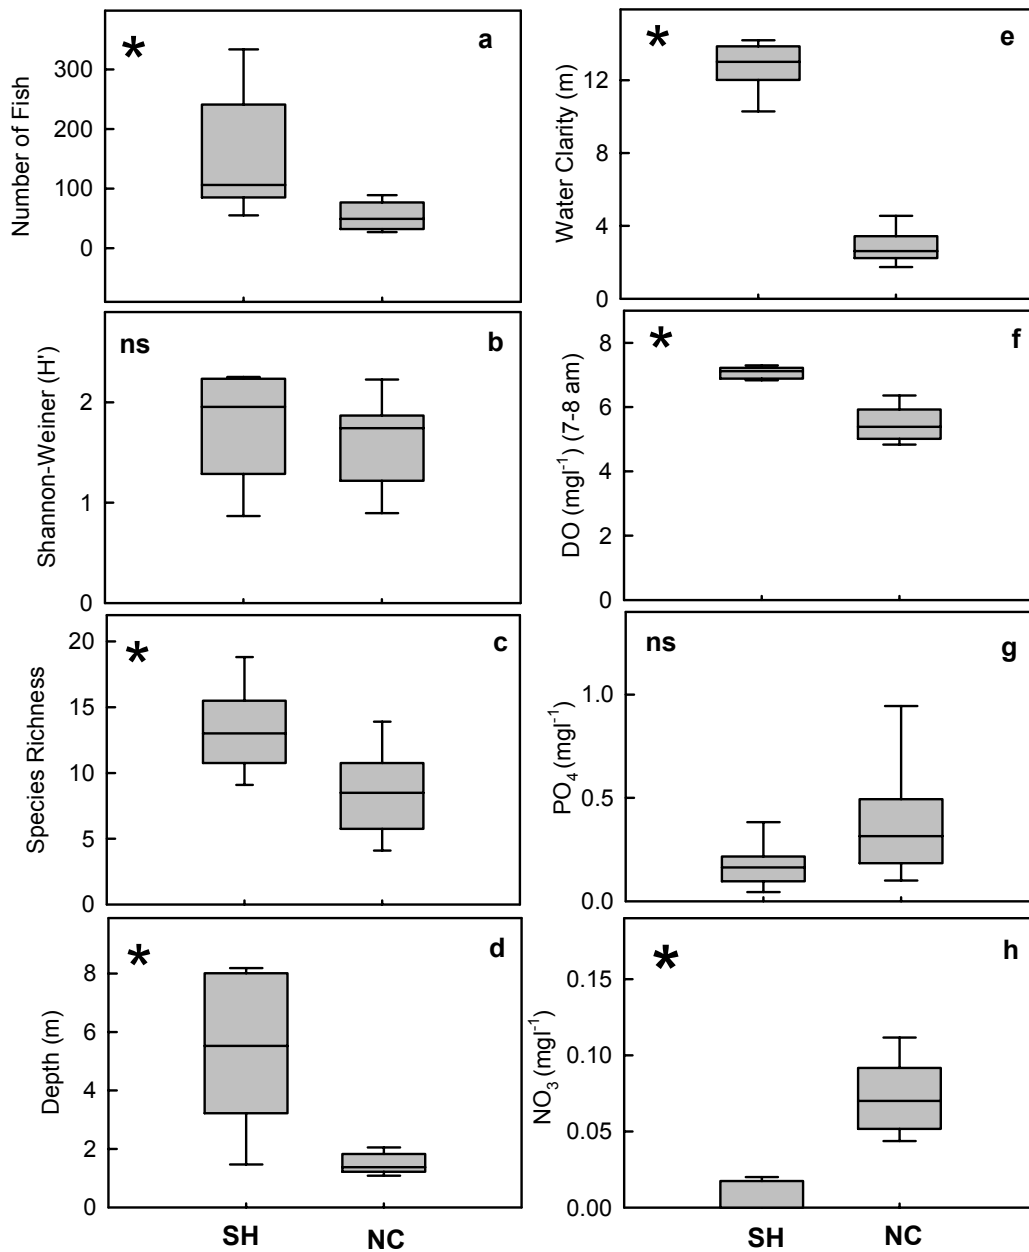 *
a
Number of Fish
300
200
100
0
ns
b
Shannon-Weiner (H')
2
1
0
*
c
Species Richness
20
15
10
5
0
*
d
Depth (m)
8
6
4
2
0
SH
NC
*
e
Water Clarity (m)
12
8
4
0
*
f
DO (mgl-1) (7-8 am)
8
6
4
2
0
ns
g
PO4 (mgl-1)
1.0
0.5
0.0
*
h
NO3 (mgl-1)
0.15
0.10
0.05
0.00
SH
NC